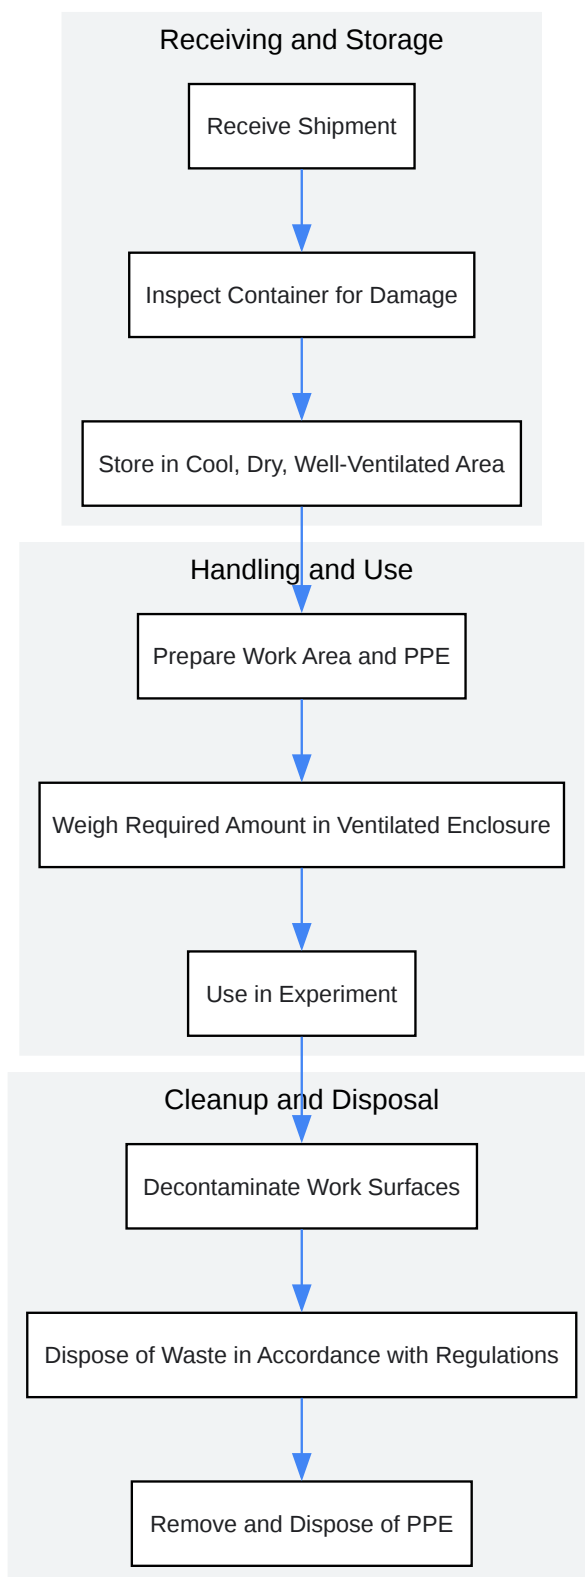 Receiving and Storage
Receive Shipment
Inspect Container for Damage
Store in Cool, Dry, Well-Ventilated Area
Handling and Use
Prepare Work Area and PPE
Weigh Required Amount in Ventilated Enclosure
Use in Experiment
Cleanup and Disposal
Decontaminate Work Surfaces
Dispose of Waste in Accordance with Regulations
Remove and Dispose of PPE